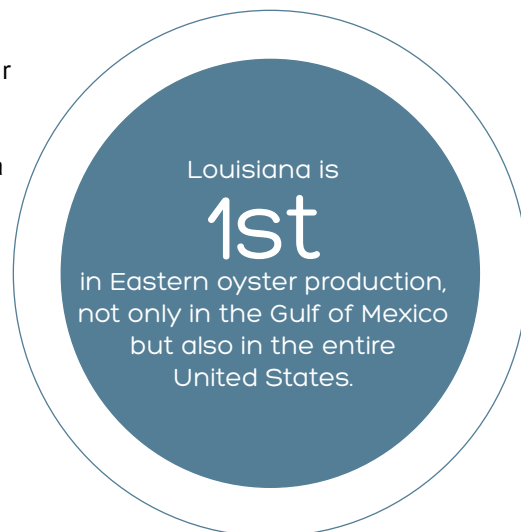 r
a
Louisiana is
1st
in Eastern oyster production,
not only in the Gulf of Mexico
but also in the entire
United States.